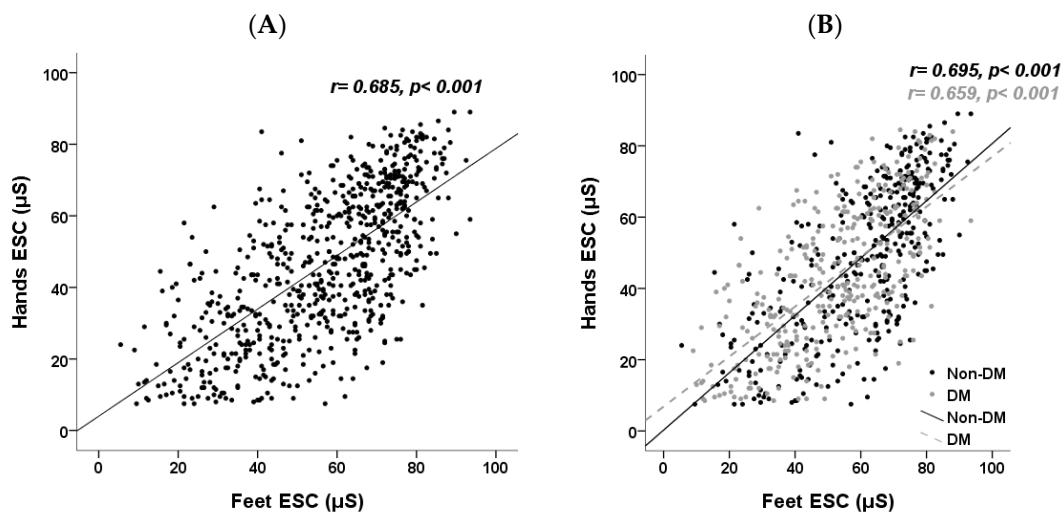 (A)
r= 0.685, p< 0.001
100
80
60
40
20
0
Hands ESC (µS)
0 20 40 60 80 100
Feet ESC (µS)
(B)
r= 0.695, p< 0.001
r= 0.659, p< 0.001
100
80
60
40
20
0
Hands ESC (µS)
Non-DM
DM
Non-DM
DM
0 20 40 60 80 100
Feet ESC (µS)